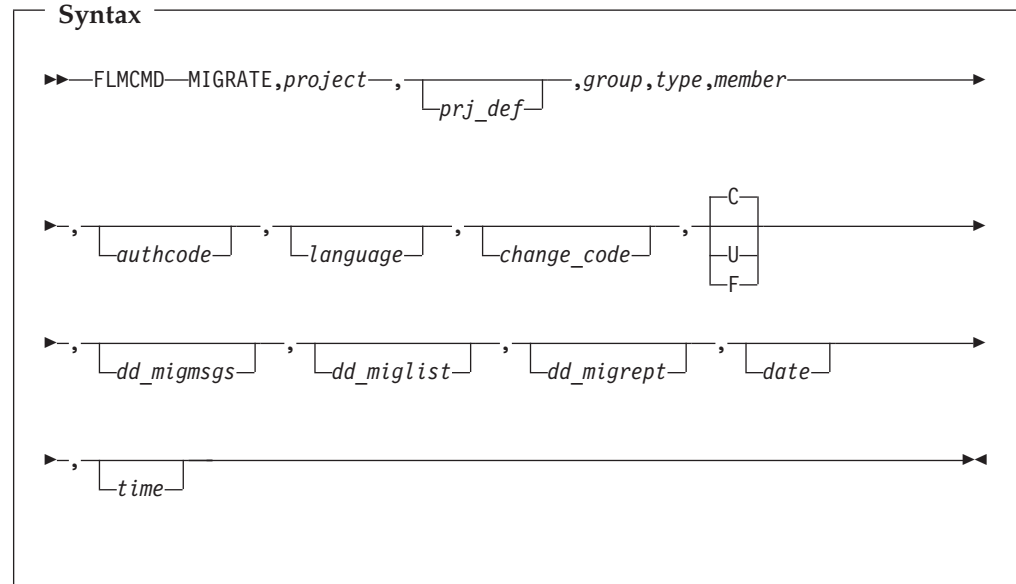 Syntax
FLMCMD MIGRATE,project , ,group,type,member
prj_def
, , , , C
authcode language change_code U
F
, , , ,
dd_migmsgs dd_miglist dd_migrept date
,
time